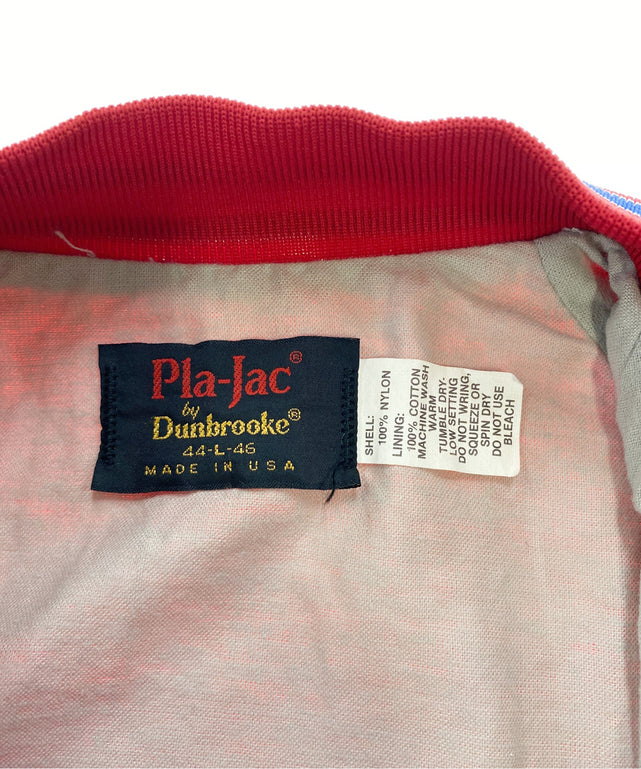 Pla-Jac®
by
Dunbrooke®
44-L-46
MADE IN USA
SHELL:
100% NYLON
LINING:
100% COTTON
MACHINE WASH
WARM
TUMBLE DRY-
LOW SETTING
DO NOT WRING,
SQUEEZE OR
SPIN DRY
DO NOT USE
BLEACH